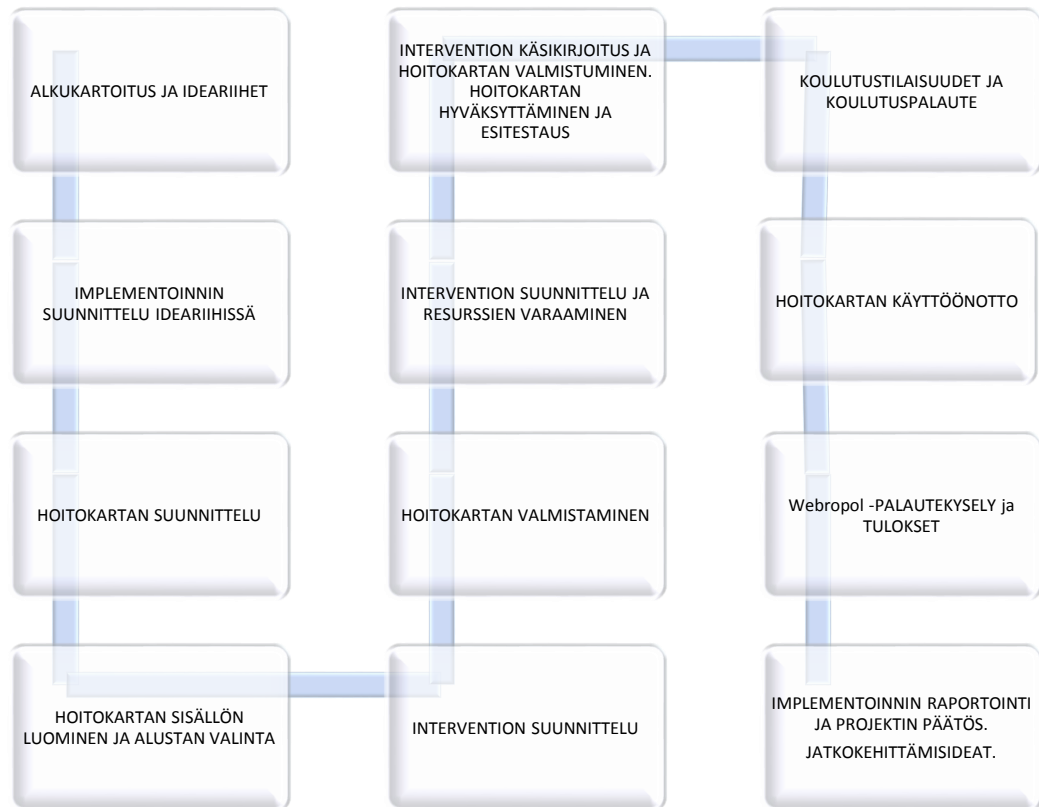 ALKUKARTOITUS JA IDEARIIHET
IMPLEMENTOINNIN
SUUNNITTELU IDEARIIHISSÄ
HOITOKARTAN SUUNNITTELU
HOITOKARTAN SISÄLLÖN
LUOMINEN JA ALUSTAN VALINTA
INTERVENTION SUUNNITTELU
HOITOKARTAN VALMISTAMINEN
INTERVENTION SUUNNITTELU JA
RESURSSIEN VARAAMINEN
INTERVENTION KÄSIKIRJOITUS JA
HOITOKARTAN VALMISTUMINEN.
HOITOKARTAN
HYVÄKSYTTÄMINEN JA
ESITESTAUS
KOULUTUSTILAISUUDET JA
KOULUTUSPALAUTE
HOITOKARTAN KÄYTTÖÖNOTTO
Webropol -PALAUTEKYSELY ja
TULOKSET
IMPLEMENTOINNIN RAPORTOINTI
JA PROJEKTIN PÄÄTÖS.
JATKOKEHITTÄMISIDEAT.